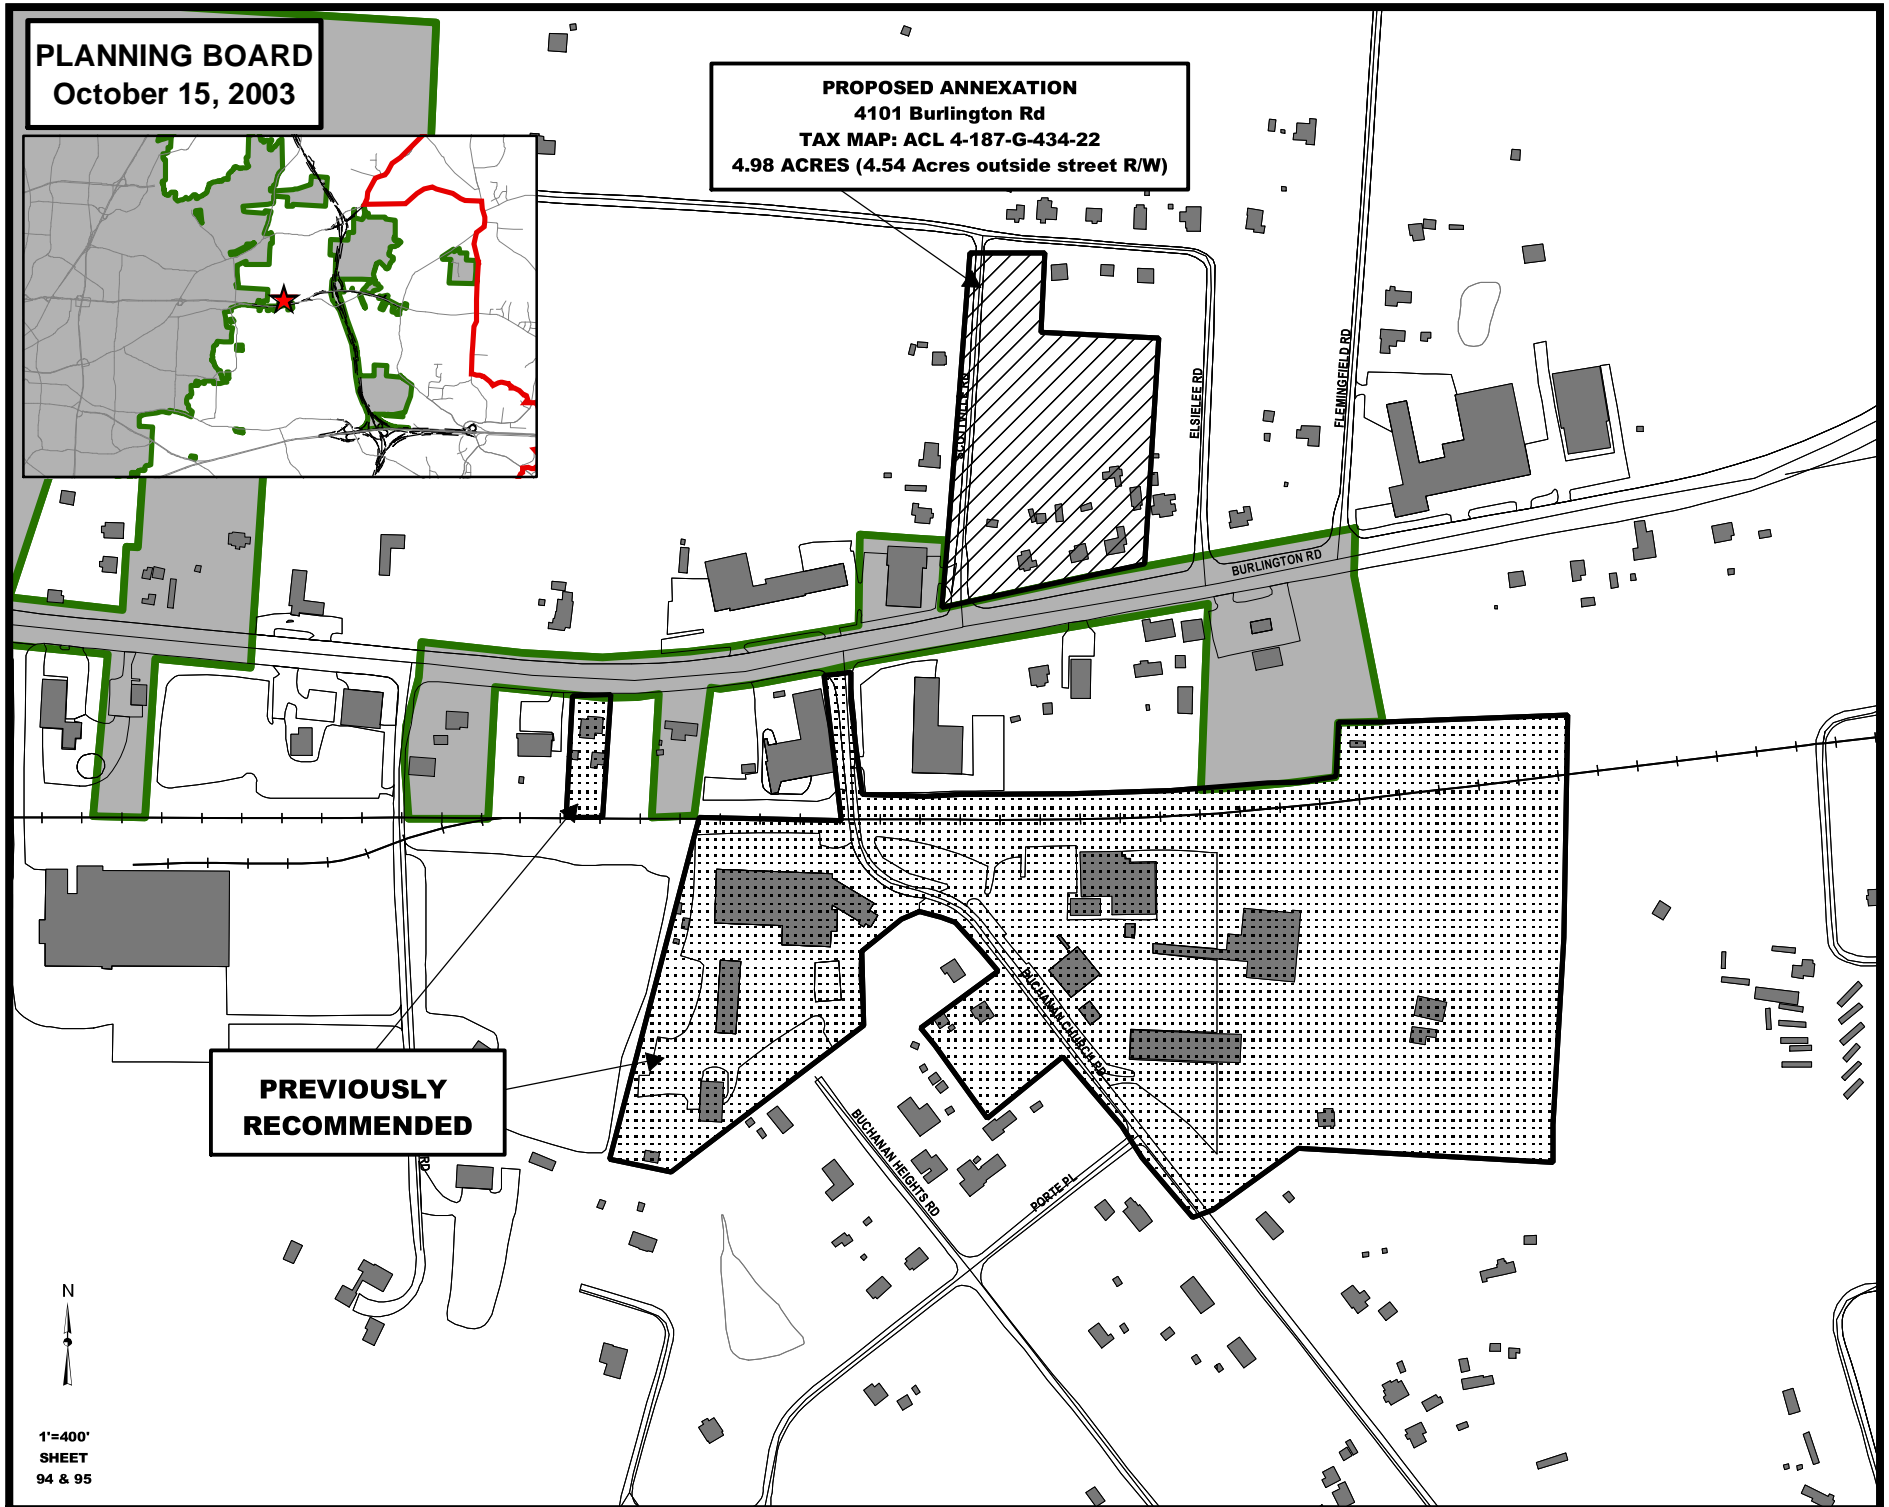 PLANNING BOARD
October 15, 2003
PROPOSED ANNEXATION
4101 Burlington Rd
TAX MAP: ACL 4-187-G-434-22
4.98 ACRES (4.54 Acres outside street R/W)
ELSIELEE RD
FLEMINGFIELD RD
BURLINGTON RD
BUCHANAN CHURCH RD
PREVIOUSLY
RECOMMENDED
RD
BUCHANAN HEIGHTS RD
PORTE PL
N
1'=400'
SHEET
94 & 95